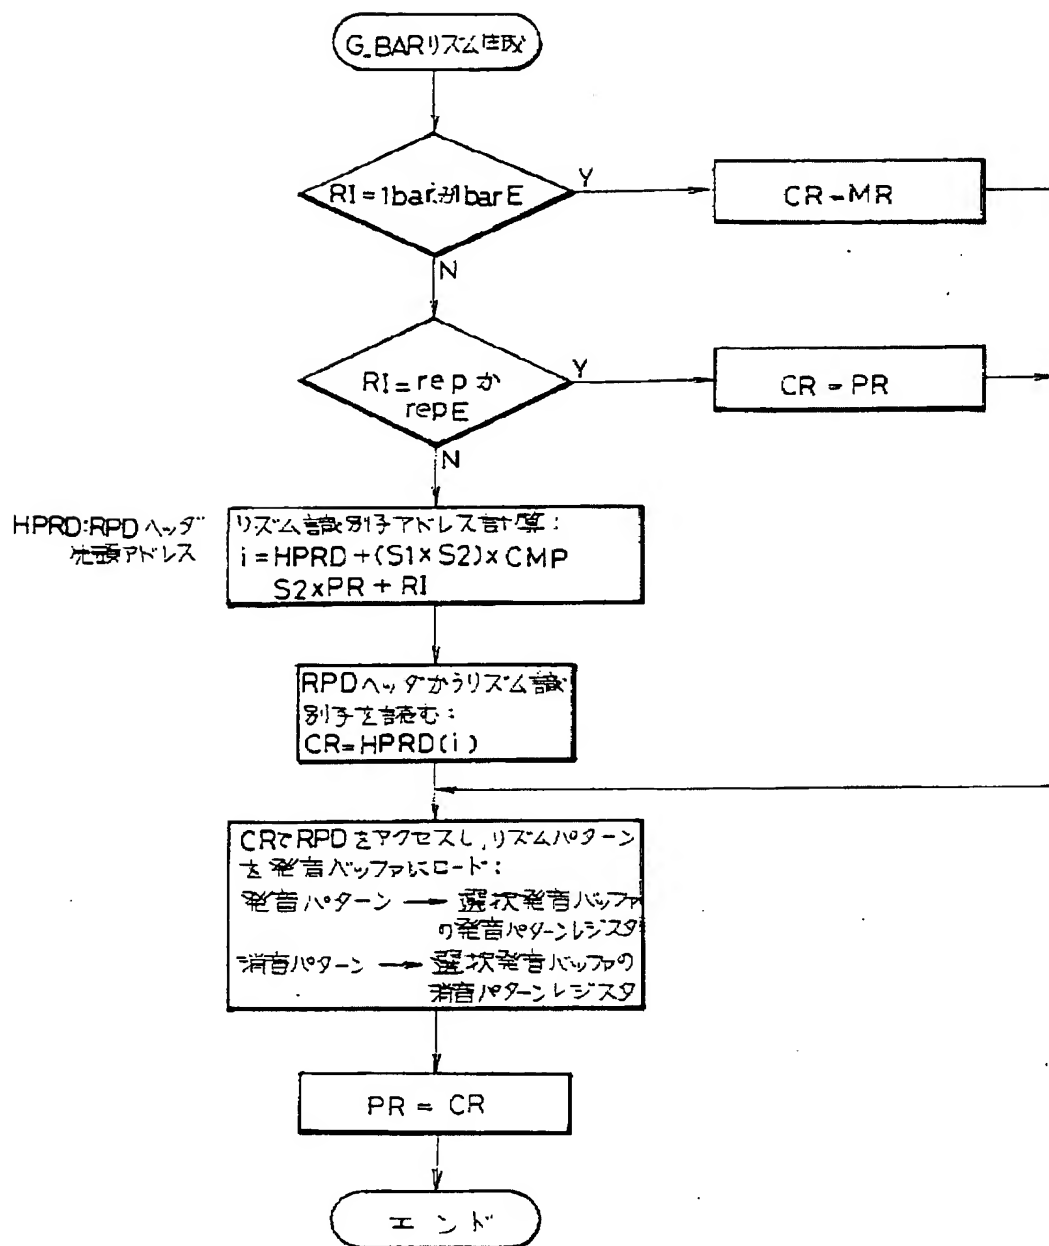 G_BARリズム生成
RI=1barか1barE
Y
CR=MR
N
RI=repか
repE
Y
CR=PR
N
HPRD:RPDヘッダ
先頭アドレス
リズム識別子アドレス計算:
i=HPRD+(S1×S2)×CMP
S2×PR+RI
RPDヘッダからリズム識
別子を読む:
CR=HPRD(i)
CRでRPDをアクセスし,リズムパターン
を発音バッファにロード:
発音パターン → 選択発音バッファ
の発音パターンレジスタ
消音パターン → 選択発音バッファの
消音パターンレジスタ
PR=CR
エンド